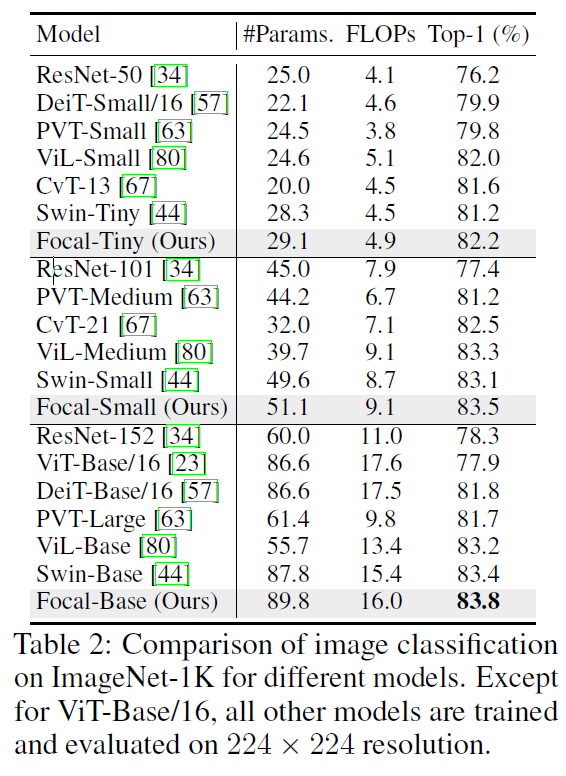 Model #Params. FLOPs Top-1 (%)
ResNet-50 [34] 25.0 4.1 76.2
DeiT-Small/16 [57] 22.1 4.6 79.9
PVT-Small [63] 24.5 3.8 79.8
ViL-Small [80] 24.6 5.1 82.0
CvT-13 [67] 20.0 4.5 81.6
Swin-Tiny [44] 28.3 4.5 81.2
Focal-Tiny (Ours) 29.1 4.9 82.2
ResNet-101 [34] 45.0 7.9 77.4
PVT-Medium [63] 44.2 6.7 81.2
CvT-21 [67] 32.0 7.1 82.5
ViL-Medium [80] 39.7 9.1 83.3
Swin-Small [44] 49.6 8.7 83.1
Focal-Small (Ours) 51.1 9.1 83.5
ResNet-152 [34] 60.0 11.0 78.3
ViT-Base/16 [23] 86.6 17.6 77.9
DeiT-Base/16 [57] 86.6 17.5 81.8
PVT-Large [63] 61.4 9.8 81.7
ViL-Base [80] 55.7 13.4 83.2
Swin-Base [44] 87.8 15.4 83.4
Focal-Base (Ours) 89.8 16.0 83.8
Table 2: Comparison of image classification
on ImageNet-1K for different models. Except
for ViT-Base/16, all other models are trained
and evaluated on 224 × 224 resolution.